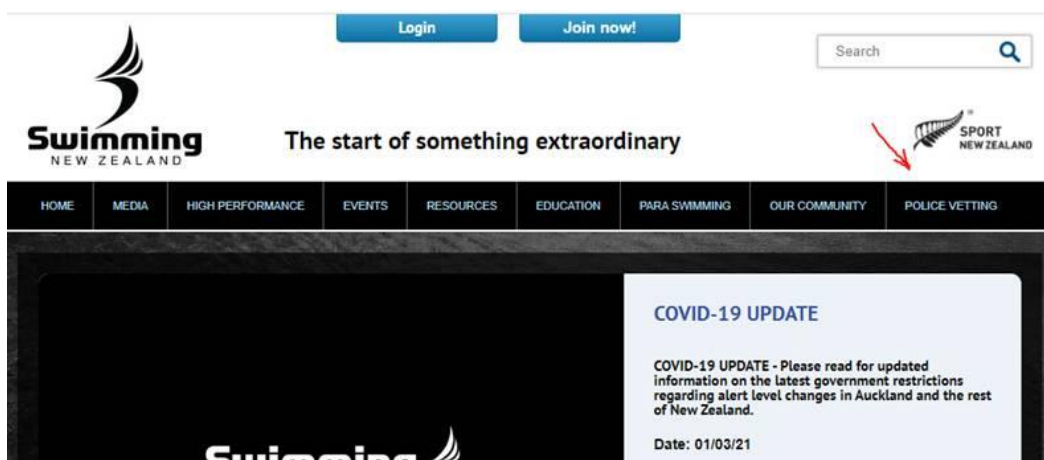 Login
Join now!
Search
Swimming
NEW ZEALAND
The start of something extraordinary
SPORT
NEW ZEALAND
HOME
MEDIA
HIGH PERFORMANCE
EVENTS
RESOURCES
EDUCATION
PARA SWIMMING
OUR COMMUNITY
POLICE VETTING
COVID-19 UPDATE
COVID-19 UPDATE - Please read for updated
information on the latest government restrictions
regarding alert level changes in Auckland and the rest
of New Zealand.
Date: 01/03/21
Swimming